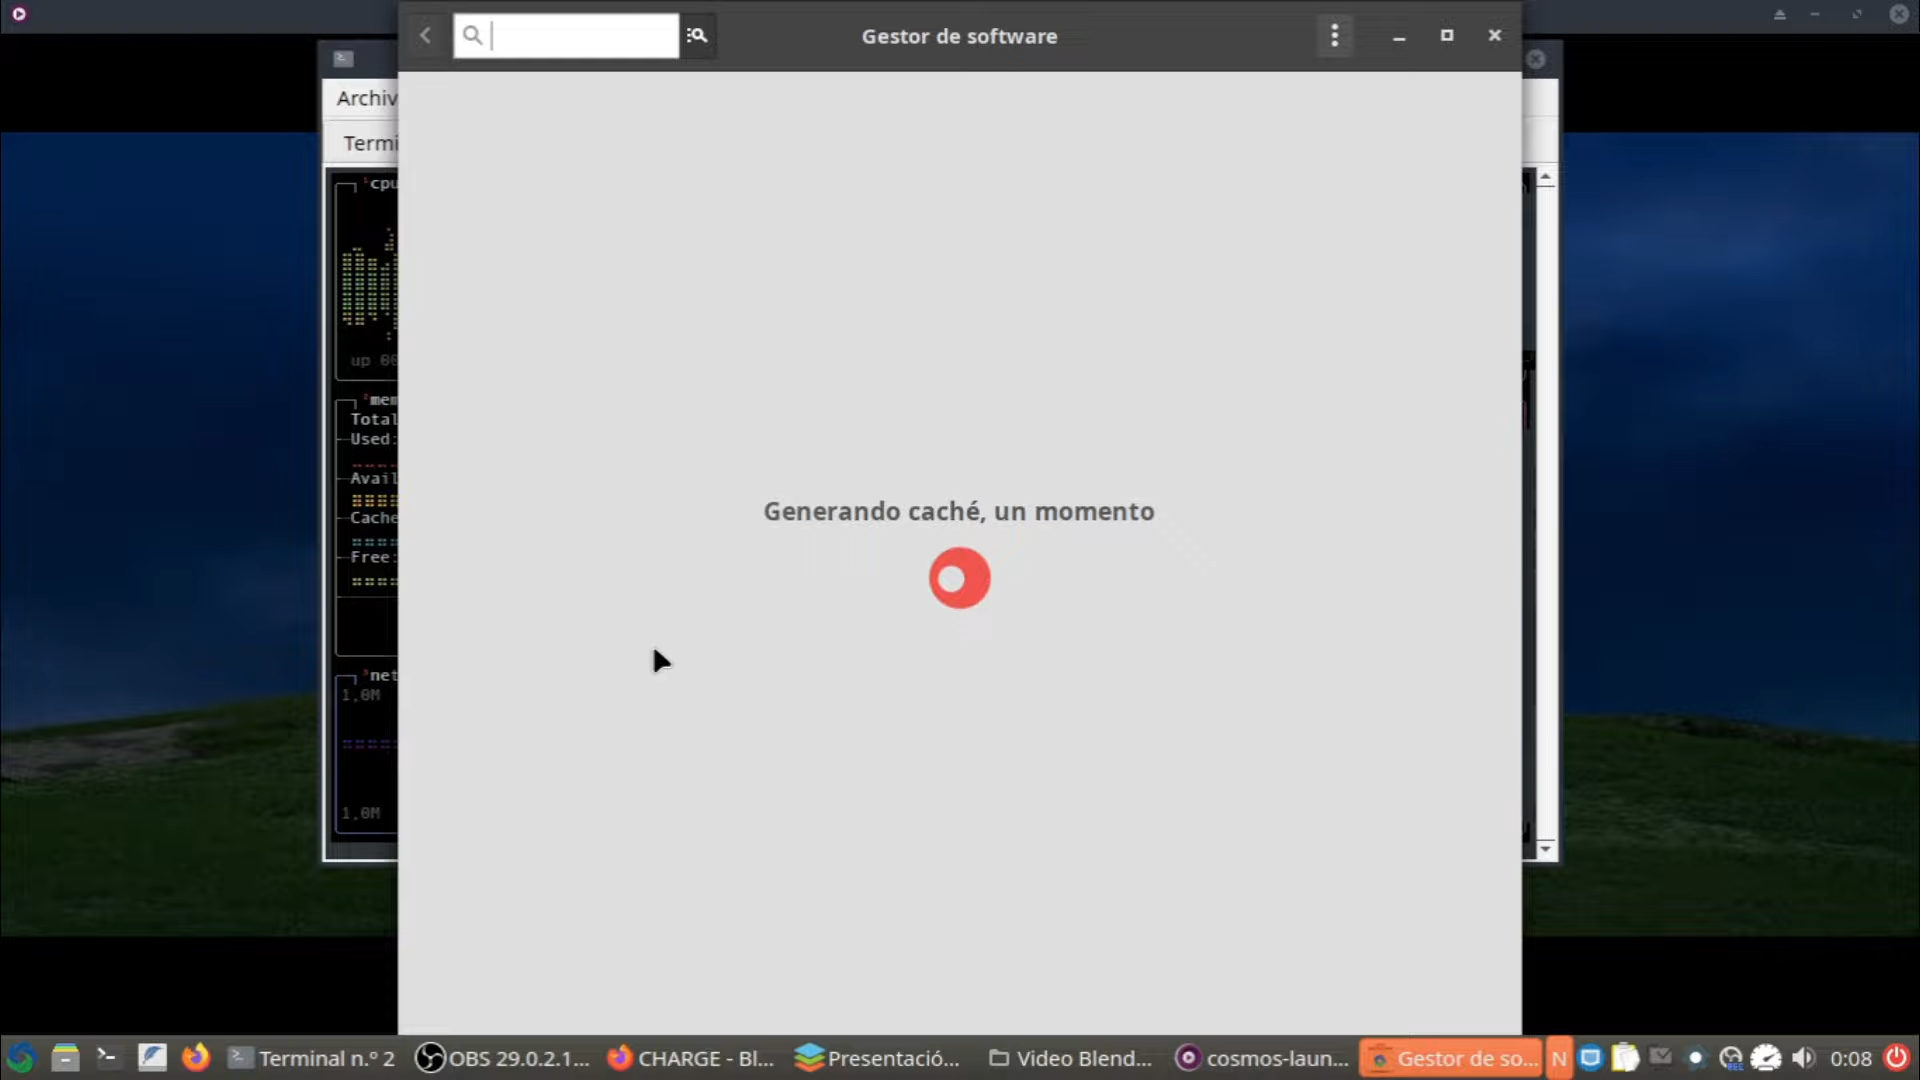 Gestor de software
Archiv
Termi
cpu
up 00
mem
Total
Used:
Avail
Cache
Free:
net
1,0M
1,0M
Generando caché, un momento
Terminal n.º 2
OBS 29.0.2.1...
CHARGE - Bl...
Presentació...
Video Blend...
cosmos-laun...
Gestor de so...
N
0:08